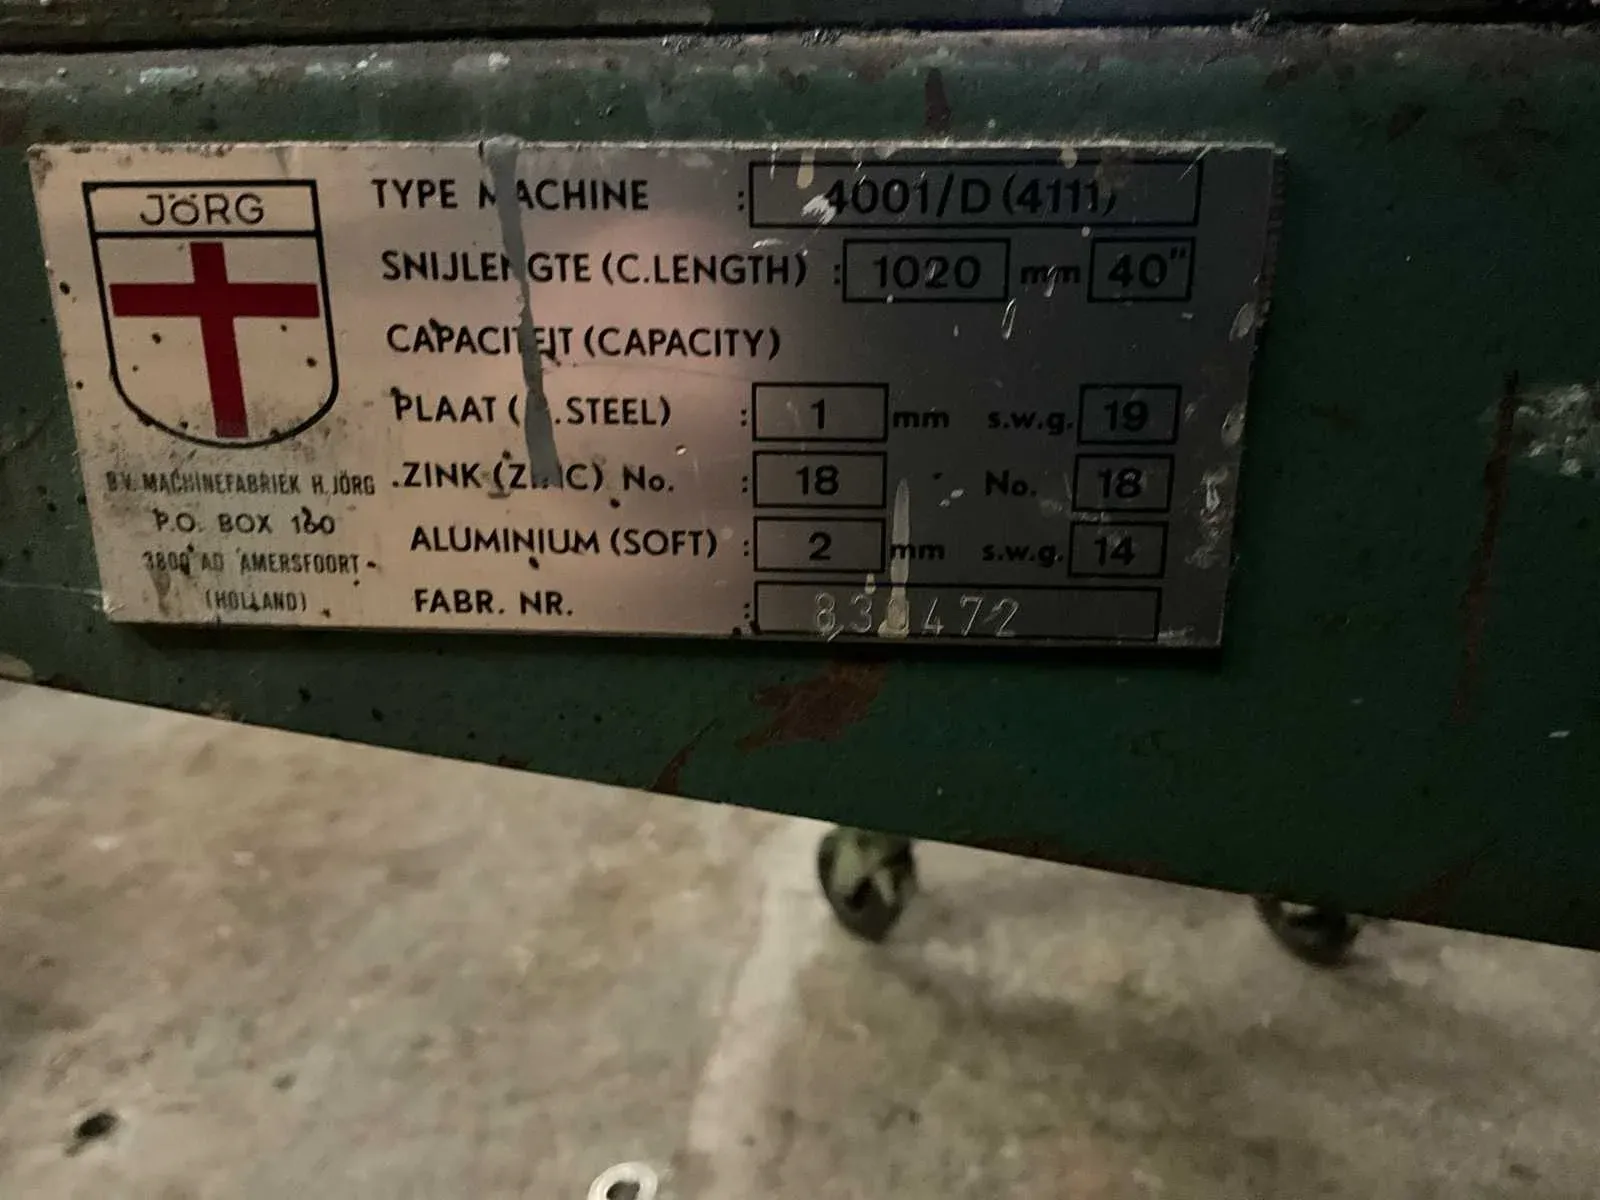 JÖRG
TYPE MACHINE : 4001/D (4111)
SNIJLENGTE (C.LENGTH) : 1020 mm 40"
CAPACITEIT (CAPACITY)
PLAAT ( .STEEL) : 1 mm s.w.g. 19
ZINK (ZINC) No. : 18 No. 18
ALUMINIUM (SOFT) : 2 mm s.w.g. 14
FABR. NR. :
B.V. MACHINEFABRIEK H. JÖRG
P.O. BOX 160
3800 AD AMERSFOORT -
(HOLLAND)